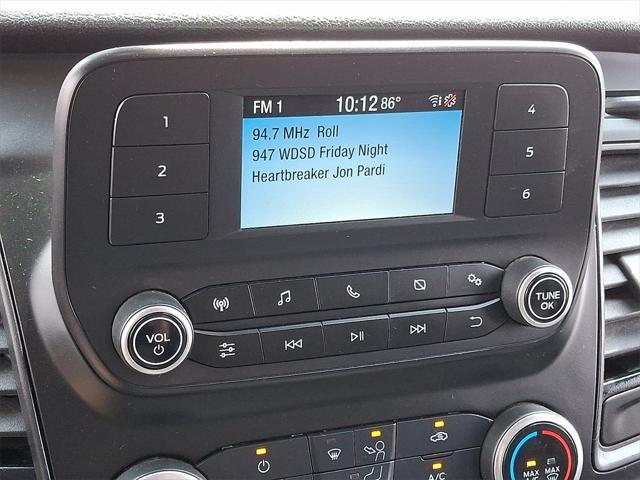 FM 1 10:12 86°
94.7 MHz Roll
947 WDSD Friday Night
Heartbreaker Jon Pardi
1
2
3
4
5
6
VOL
TUNE
OK
A/C
MAX
A/C
MAX